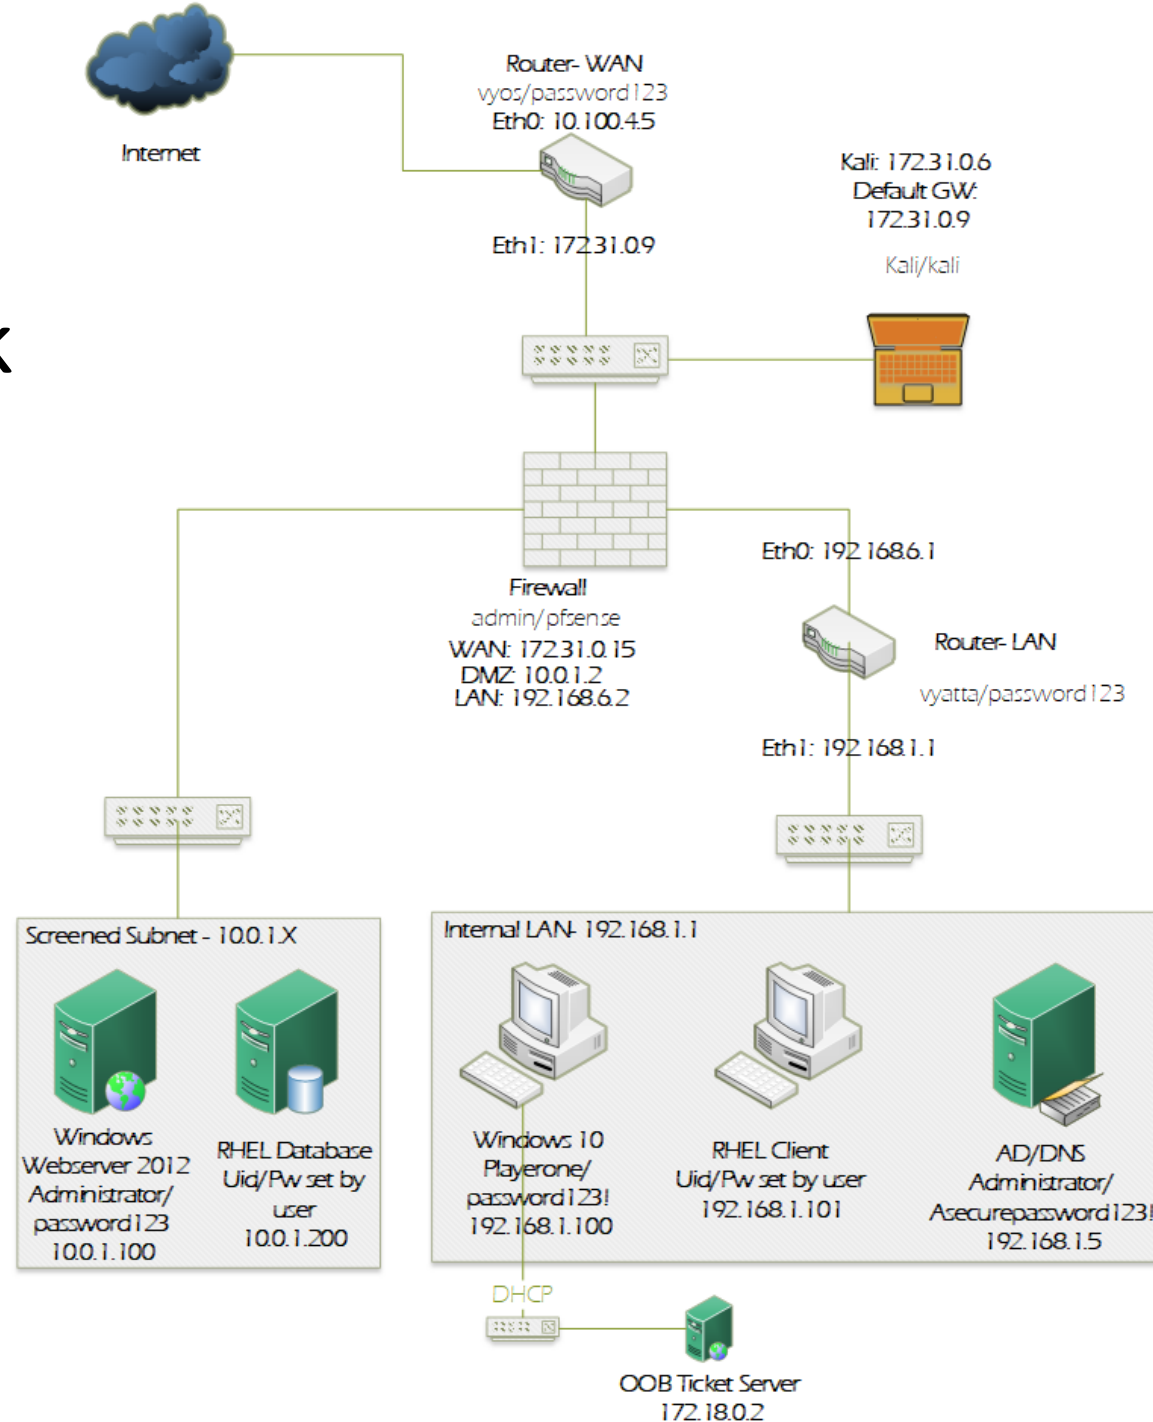 Internet
Router- WAN
vyos/password123
Eth0: 10.100.4.5
Eth1: 172.31.0.9
Kali: 172.31.0.6
Default GW:
172.31.0.9
Kali/kali
k
Firewall
admin/pfsense
WAN: 172.31.0.15
DMZ: 10.0.1.2
LAN: 192.168.6.2
Eth0: 192.168.6.1
Router- LAN
vyatta/password123
Eth1: 192.168.1.1
Screened Subnet - 10.0.1.X
Windows
Webserver 2012
Administrator/
password123
10.0.1.100
RHEL Database
Uid/Pw set by
user
10.0.1.200
Internal LAN- 192.168.1.1
Windows 10
Playerone/
password123!
192.168.1.100
RHEL Client
Uid/Pw set by user
192.168.1.101
AD/DNS
Administrator/
Asecurepassword123!
192.168.1.5
DHCP
OOB Ticket Server
172.18.0.2